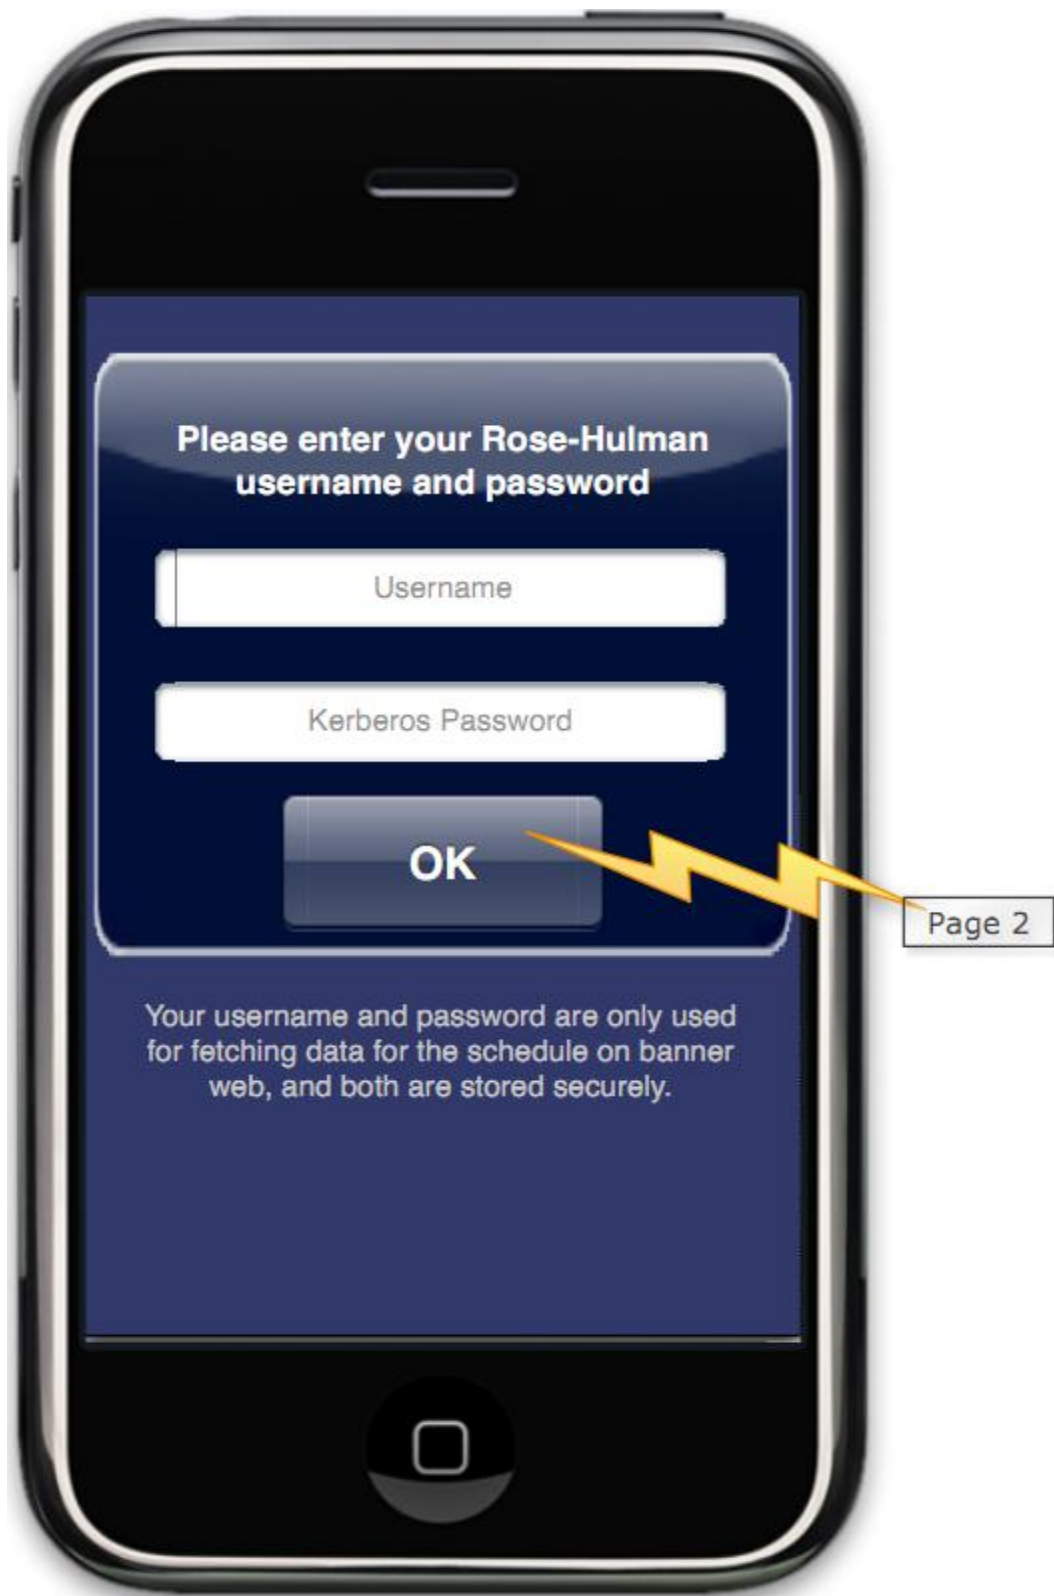 Please enter your Rose-Hulman
username and password
Username
Kerberos Password
OK
Page 2
Your username and password are only used
for fetching data for the schedule on banner
web, and both are stored securely.